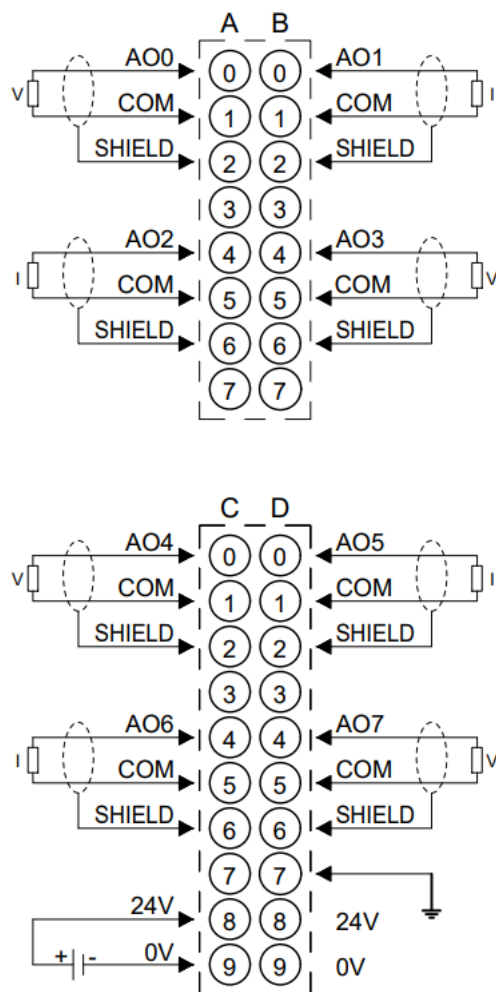 A B
AO0 0 0 AO1
V COM 1 1 COM I
SHIELD 2 2 SHIELD
3 3
AO2 4 4 AO3
I COM 5 5 COM V
SHIELD 6 6 SHIELD
7 7
C D
AO4 0 0 AO5
V COM 1 1 COM I
SHIELD 2 2 SHIELD
3 3
AO6 4 4 AO7
I COM 5 5 COM V
SHIELD 6 6 SHIELD
7 7
24V 8 8 24V
+ - 0V 9 9 0V